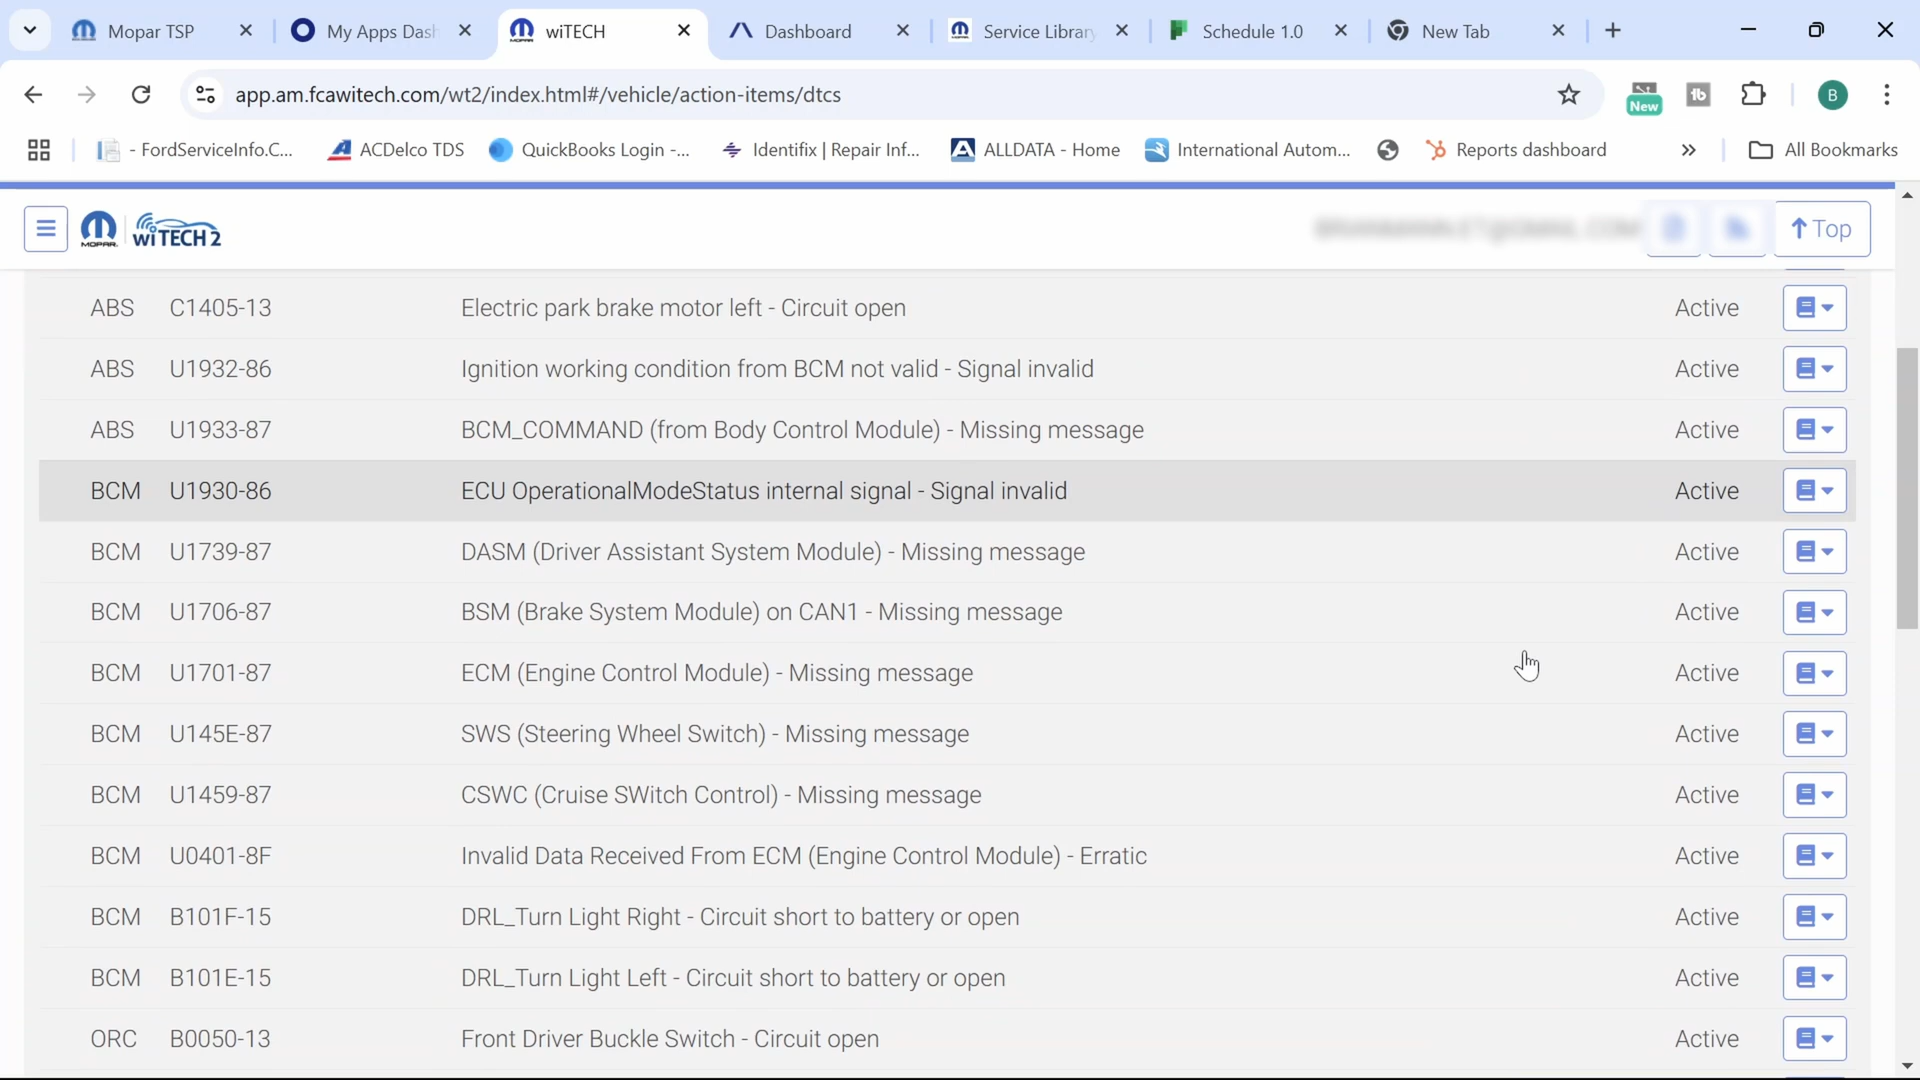 Mopar TSP
My Apps Dash
wiTECH
Dashboard
Service Library
Schedule 1.0
New Tab
app.am.fcawitech.com/wt2/index.html#/vehicle/action-items/dtcs
New
B
- FordServiceInfo.C...
ACDelco TDS
QuickBooks Login -...
Identifix | Repair Inf...
ALLDATA - Home
International Autom...
Reports dashboard
All Bookmarks
MOPAR
wiTECH 2
Top
ABS C1405-13 Electric park brake motor left - Circuit open Active
ABS U1932-86 Ignition working condition from BCM not valid - Signal invalid Active
ABS U1933-87 BCM_COMMAND (from Body Control Module) - Missing message Active
BCM U1930-86 ECU OperationalModeStatus internal signal - Signal invalid Active
BCM U1739-87 DASM (Driver Assistant System Module) - Missing message Active
BCM U1706-87 BSM (Brake System Module) on CAN1 - Missing message Active
BCM U1701-87 ECM (Engine Control Module) - Missing message Active
BCM U145E-87 SWS (Steering Wheel Switch) - Missing message Active
BCM U1459-87 CSWC (Cruise SWitch Control) - Missing message Active
BCM U0401-8F Invalid Data Received From ECM (Engine Control Module) - Erratic Active
BCM B101F-15 DRL_Turn Light Right - Circuit short to battery or open Active
BCM B101E-15 DRL_Turn Light Left - Circuit short to battery or open Active
ORC B0050-13 Front Driver Buckle Switch - Circuit open Active